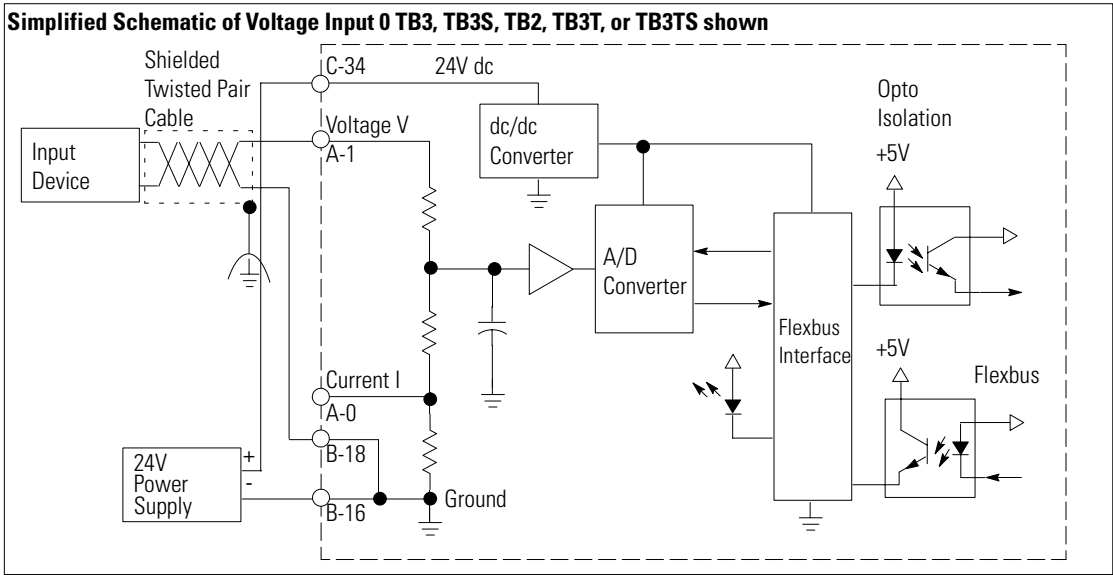 Simplified Schematic of Voltage Input 0 TB3, TB3S, TB2, TB3T, or TB3TS shown
Shielded
Twisted Pair
Cable
C-34
24V dc
Voltage V
A-1
Input
Device
dc/dc
Converter
Opto
Isolation
+5V
A/D
Converter
Flexbus
Interface
+5V
Flexbus
Current I
A-0
B-18
24V
Power
Supply
+
-
B-16
Ground